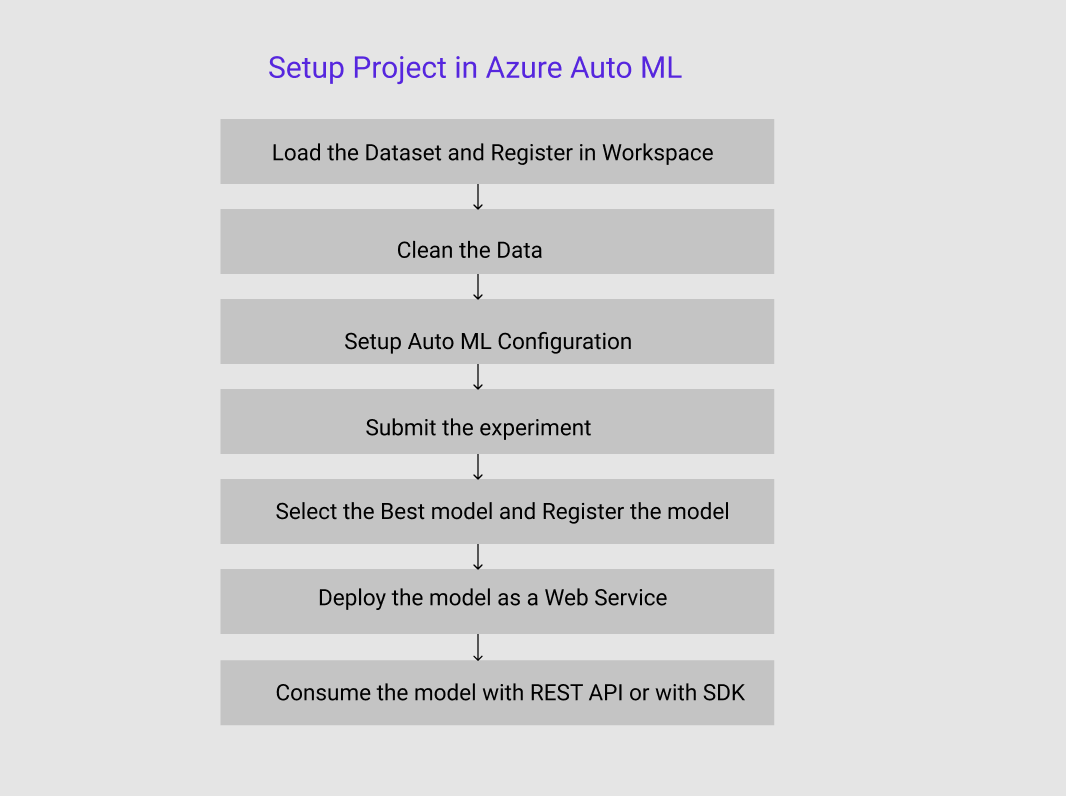 Setup Project in Azure Auto ML
Load the Dataset and Register in Workspace
Clean the Data
Setup Auto ML Configuration
Submit the experiment
Select the Best model and Register the model
Deploy the model as a Web Service
Consume the model with REST API or with SDK